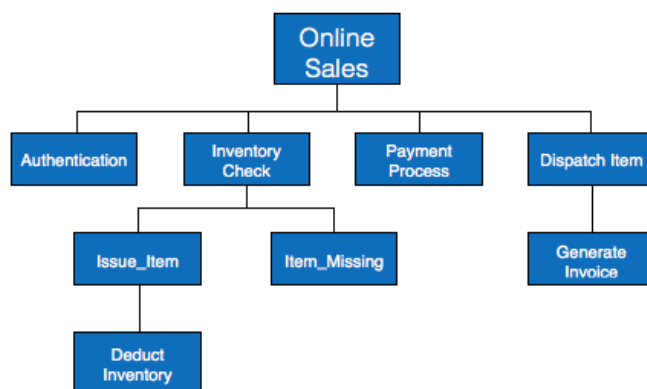 Online
Sales
Authentication
Inventory
Check
Payment
Process
Dispatch Item
Issue_Item
Item_Missing
Generate
Invoice
Deduct
Inventory